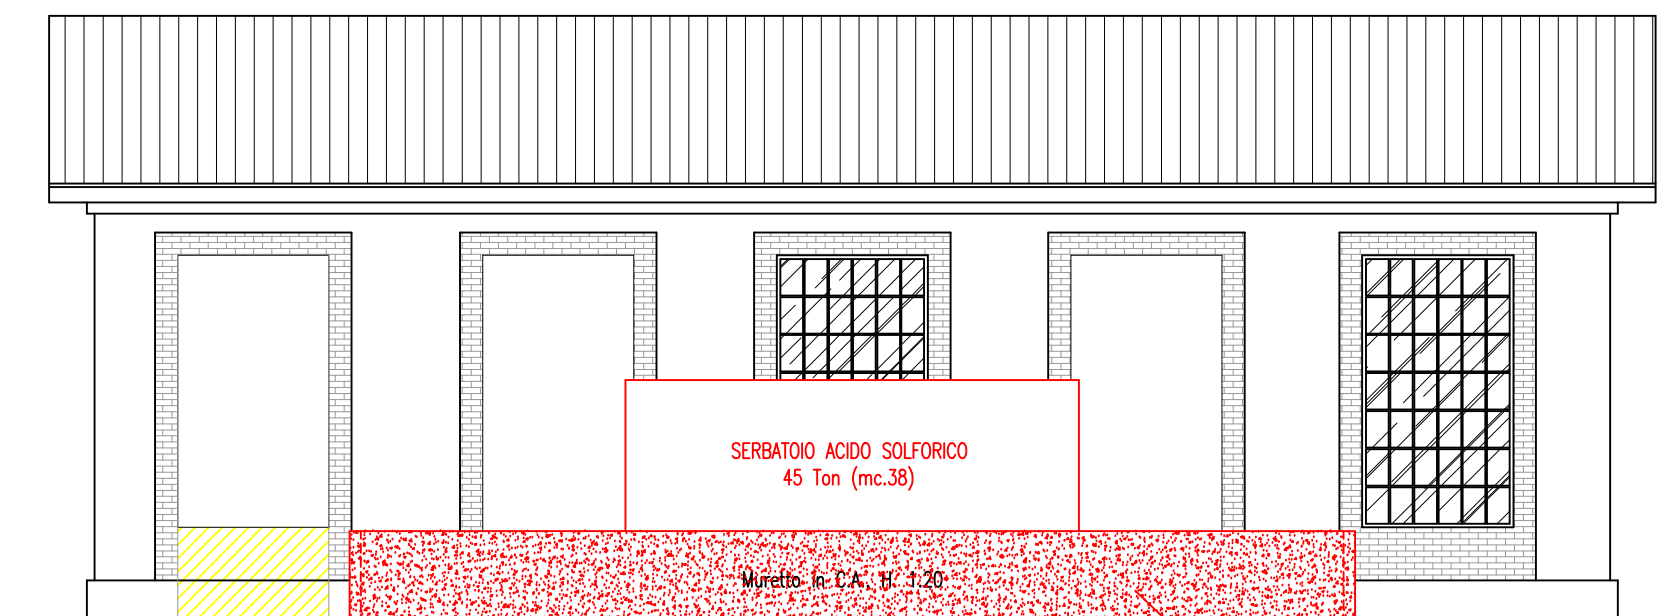 SERBATOIO ACIDO SOLFORICO
45 Ton (mc.38)
Muretto in C.A. H. 1.20